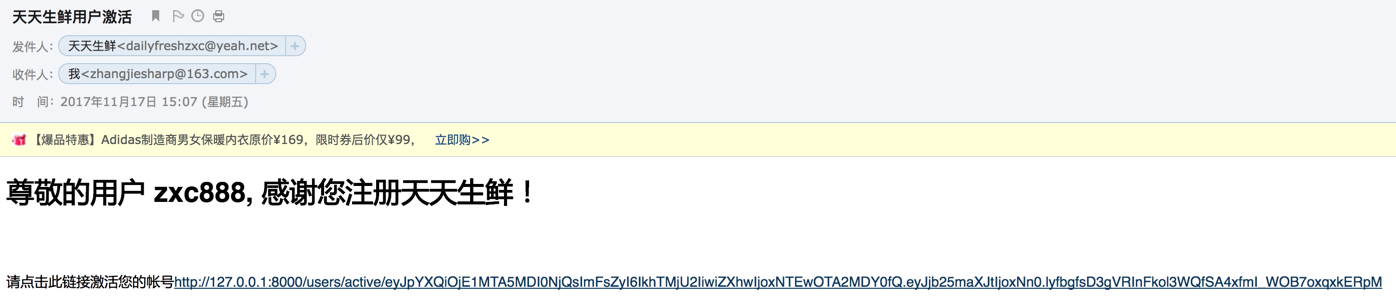 天天生鲜用户激活
发件人：天天生鲜<dailyfreshzxc@yeah.net> +
收件人：我<zhangjiesharp@163.com> +
时 间：2017年11月17日 15:07 (星期五)
【爆品特惠】Adidas制造商男女保暖内衣原价¥169，限时券后价仅¥99， 立即购>>
尊敬的用户 zxc888, 感谢您注册天天生鲜！
请点击此链接激活您的帐号http://127.0.0.1:8000/users/active/eyJpYXQiOjE1MTA5MDI0NjQsImFsZyI6IkhTMjU2IiwiZXhwIjoxNTEwOTA2MDY0fQ.eyJjb25maXJtIjoxNn0.lyfbgfsD3gVRInFkol3WQfSA4xfmI_WOB7oxqxkERpM